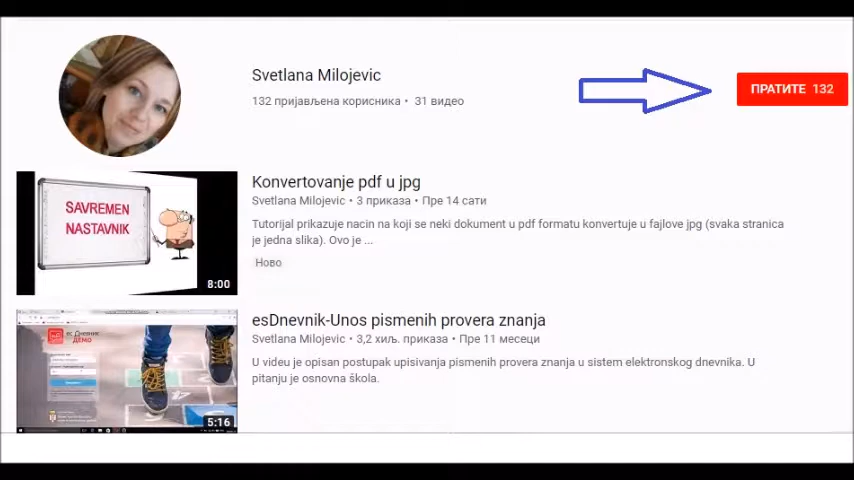 Svetlana Milojevic
132 пријављена корисника • 31 видео
ПРАТИТЕ 132
SAVREMEN
NASTAVNIK
8:00
Konvertovanje pdf u jpg
Svetlana Milojevic • 3 приказа • Пре 14 сати
Tutorijal prikazuje nacin na koji se neki dokument u pdf formatu konvertuje u fajlove jpg (svaka stranica
je jedna slika). Ovo je ...
Ново
ес Дневник
ДЕМО
5:16
esDnevnik-Unos pismenih provera znanja
Svetlana Milojevic • 3,2 хиљ. приказа • Пре 11 месеци
U videu je opisan postupak upisivanja pismenih provera znanja u sistem elektronskog dnevnika. U
pitanju je osnovna škola.